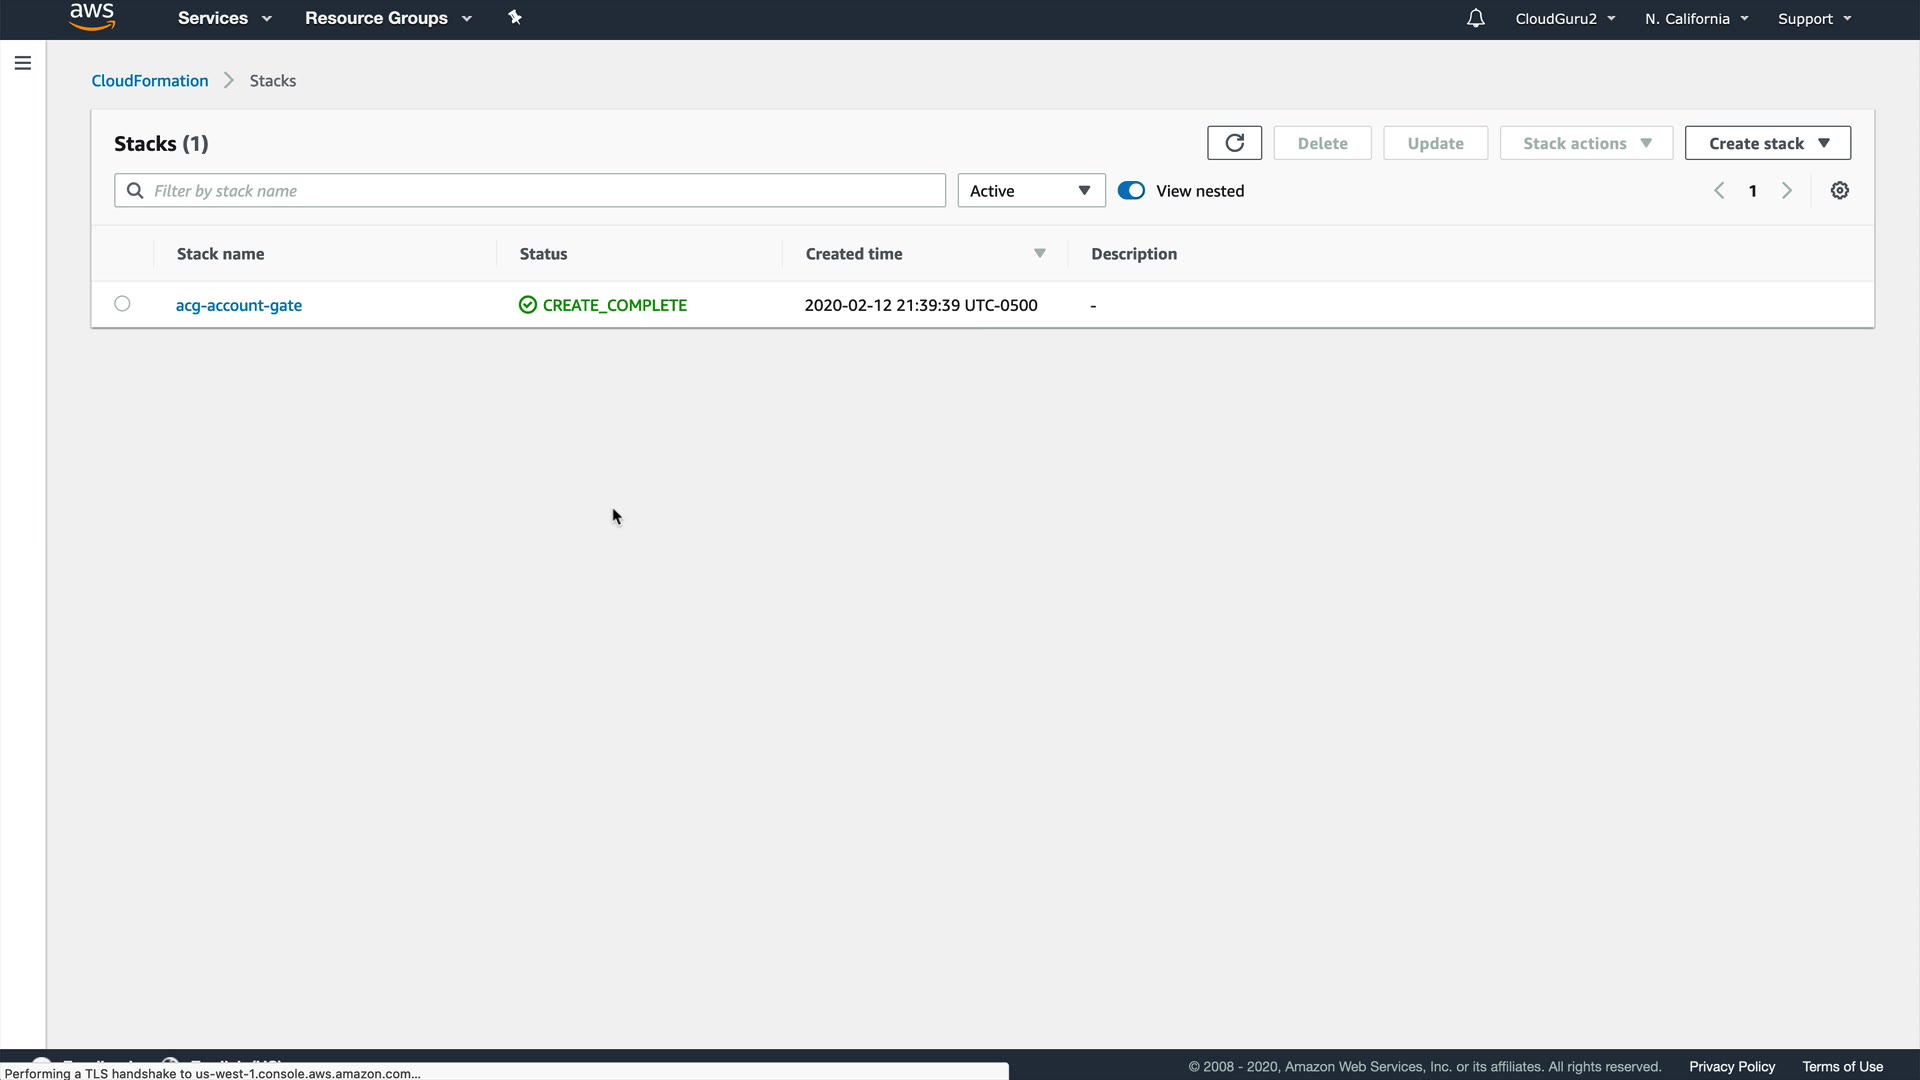 aws Services Resource Groups CloudGuru2 N. California Support
CloudFormation Stacks
Stacks (1) Delete Update Stack actions Create stack
Filter by stack name Active View nested 1
Stack name Status Created time Description
acg-account-gate CREATE_COMPLETE 2020-02-12 21:39:39 UTC-0500 -
© 2008 - 2020, Amazon Web Services, Inc. or its affiliates. All rights reserved. Privacy Policy Terms of Use
Performing a TLS handshake to us-west-1.console.aws.amazon.com...